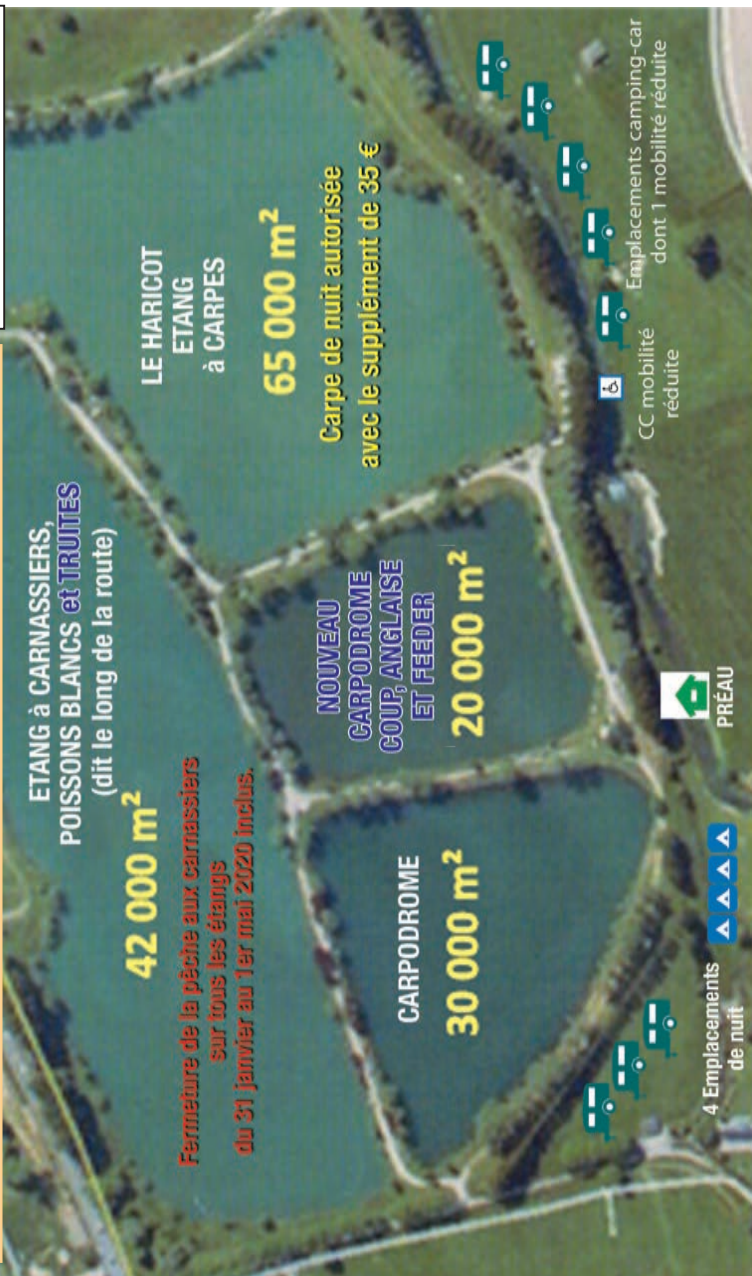 ETANG à CARNASSIERS,
POISSONS BLANCS et TRUITES
(dit le long de la route)
42 000 m²
Fermeture de la pêche aux carnassiers
sur tous les étangs
du 31 janvier au 1er mai 2020 inclus.
LE HARICOT
ETANG
à CARPES
65 000 m²
Carpe de nuit autorisée
avec le supplément de 35 €
NOUVEAU
CARPODROME
COUP, ANGLAISE
ET FEEDER
20 000 m²
CARPODROME
30 000 m²
4 Emplacements
de nuit
PRÉAU
CC mobilité
réduite
Emplacements camping-car
dont 1 mobilité réduite